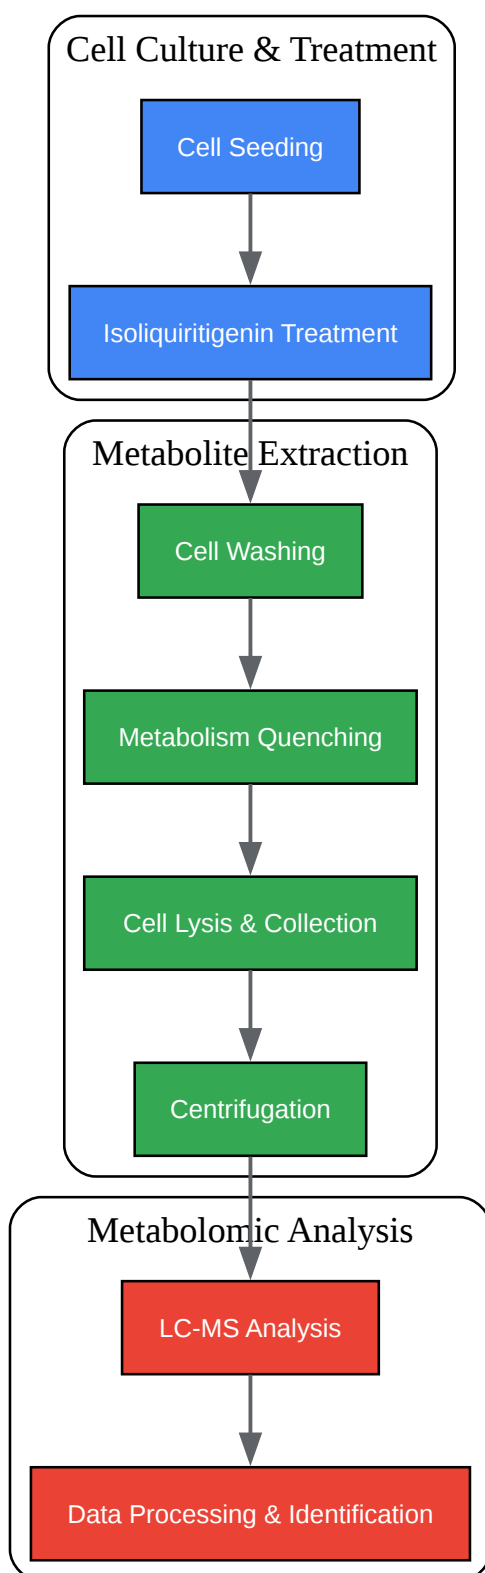 Cell Culture & Treatment
Cell Seeding
Isoliquiritigenin Treatment
Metabolite Extraction
Cell Washing
Metabolism Quenching
Cell Lysis & Collection
Centrifugation
Metabolomic Analysis
LC-MS Analysis
Data Processing & Identification